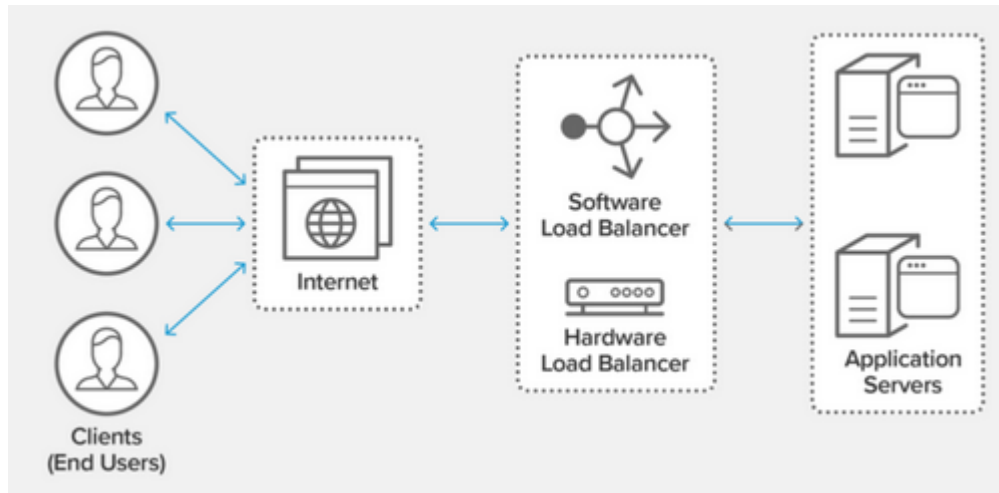 Clients
(End Users)
Internet
Software
Load Balancer
Hardware
Load Balancer
Application
Servers